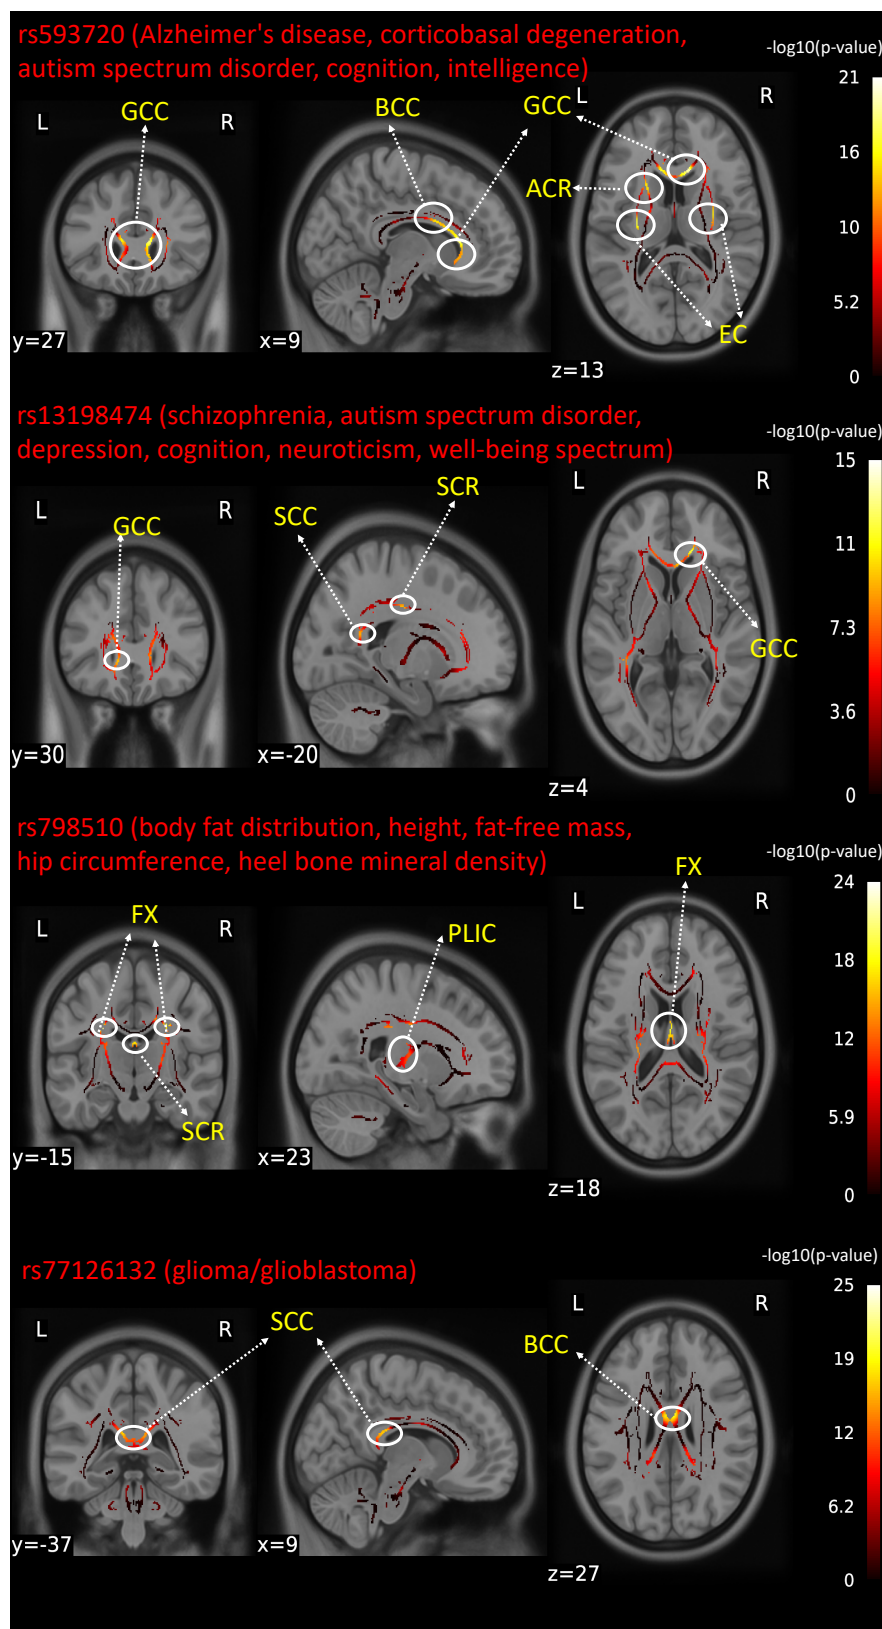 rs593720 (Alzheimer's disease, corticobasal degeneration,
autism spectrum disorder, cognition, intelligence)
-log10(p-value)
21
16
10
5.2
0
L
R
GCC
BCC
GCC
L
R
ACR
EC
y=27
x=9
z=13
rs13198474 (schizophrenia, autism spectrum disorder,
depression, cognition, neuroticism, well-being spectrum)
-log10(p-value)
15
11
7.3
3.6
0
L
R
GCC
SCC
SCR
L
R
GCC
y=30
x=-20
z=4
rs798510 (body fat distribution, height, fat-free mass,
hip circumference, heel bone mineral density)
-log10(p-value)
24
18
12
5.9
0
L
R
FX
PLIC
FX
L
R
SCR
y=-15
x=23
z=18
rs77126132 (glioma/glioblastoma)
-log10(p-value)
25
19
12
6.2
0
L
R
SCC
BCC
L
R
y=-37
x=9
z=27